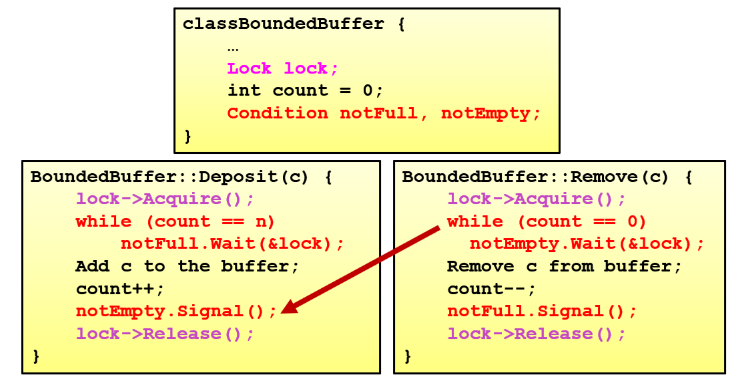 classBoundedBuffer {
…
Lock lock;
int count = 0;
Condition notFull, notEmpty;
}
BoundedBuffer::Deposit(c) {
lock->Acquire();
while (count == n)
notFull.Wait(&lock);
Add c to the buffer;
count++;
notEmpty.Signal();
lock->Release();
}
BoundedBuffer::Remove(c) {
lock->Acquire();
while (count == 0)
notEmpty.Wait(&lock);
Remove c from buffer;
count--;
notFull.Signal();
lock->Release();
}